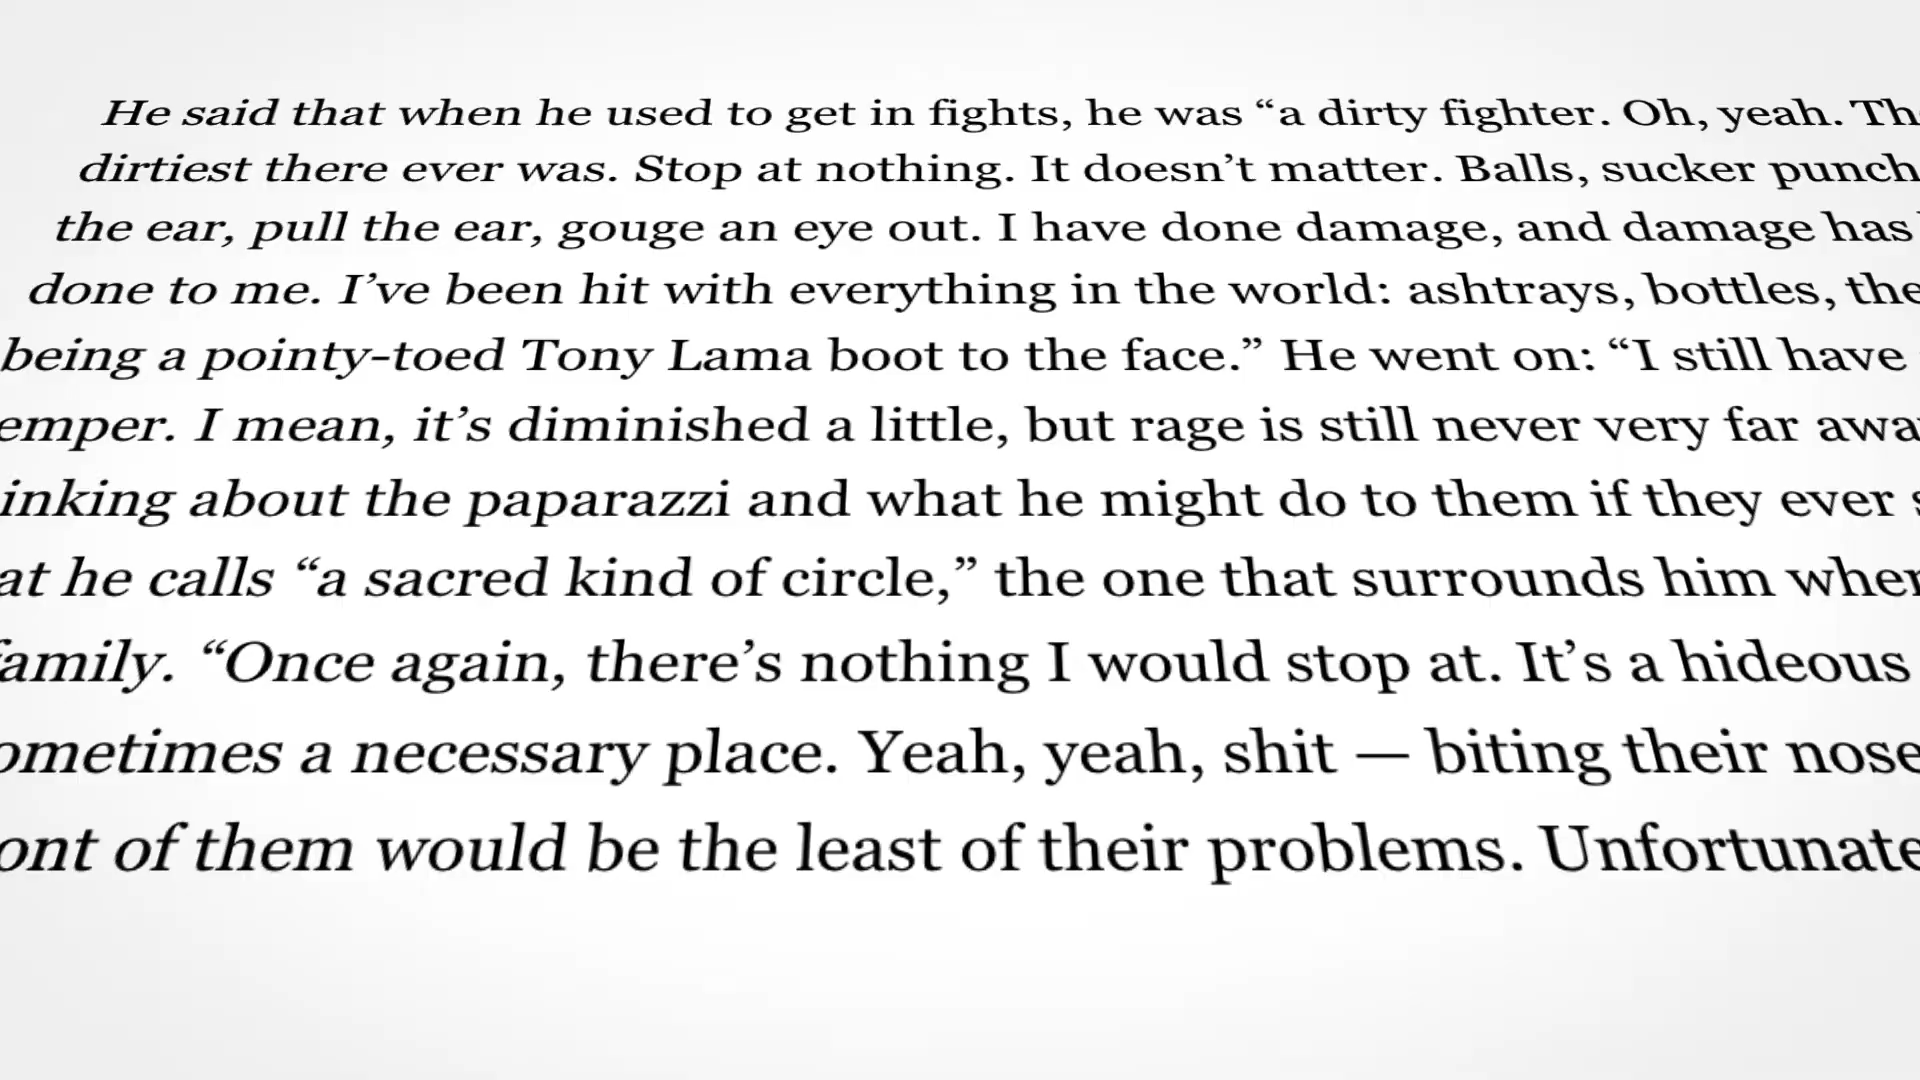 He said that when he used to get in fights, he was “a dirty fighter. Oh, yeah. Th
dirtiest there ever was. Stop at nothing. It doesn’t matter. Balls, sucker punch
the ear, pull the ear, gouge an eye out. I have done damage, and damage has
done to me. I’ve been hit with everything in the world: ashtrays, bottles, the
being a pointy-toed Tony Lama boot to the face.” He went on: “I still have
emper. I mean, it’s diminished a little, but rage is still never very far awa
inking about the paparazzi and what he might do to them if they ever s
at he calls “a sacred kind of circle,” the one that surrounds him when
family. “Once again, there’s nothing I would stop at. It’s a hideous
ometimes a necessary place. Yeah, yeah, shit — biting their nose
ont of them would be the least of their problems. Unfortunate